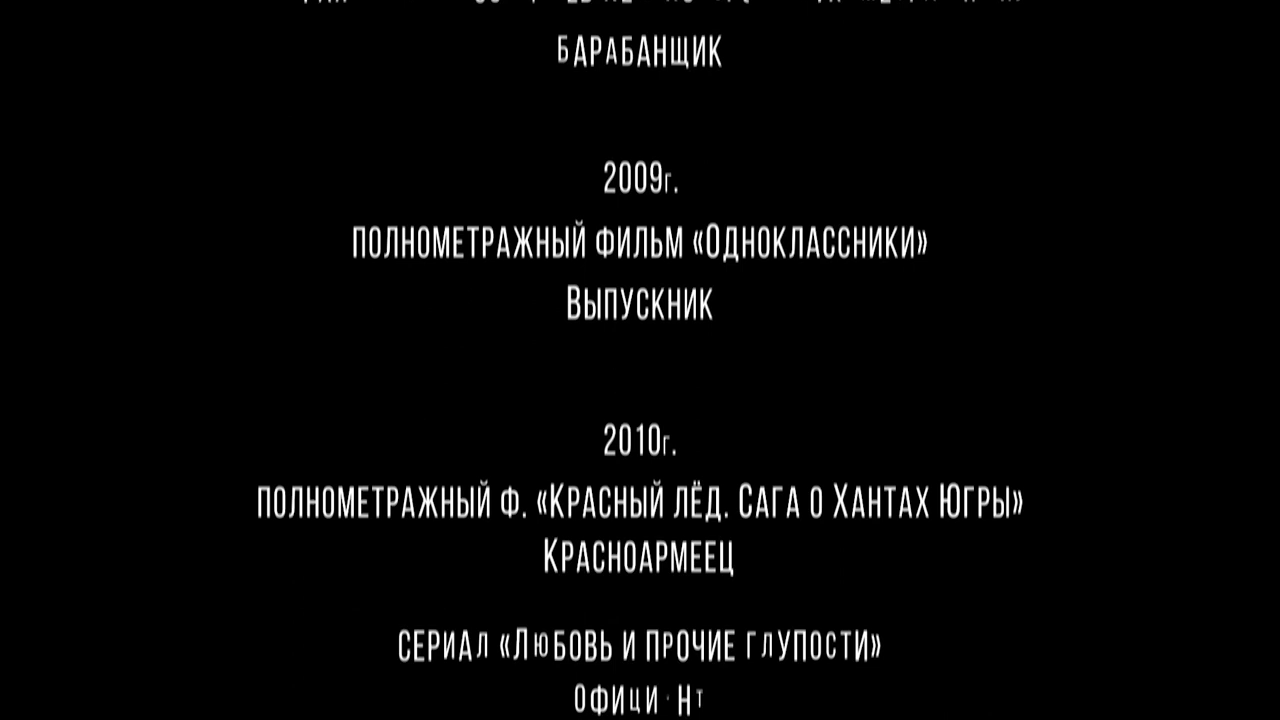 БАРАБАНЩИК
2009г.
ПОЛНОМЕТРАЖНЫЙ ФИЛЬМ «ОДНОКЛАССНИКИ»
ВЫПУСКНИК
2010г.
ПОЛНОМЕТРАЖНЫЙ Ф. «КРАСНЫЙ ЛЁД. САГА О ХАНТАХ ЮГРЫ»
КРАСНОАРМЕЕЦ
СЕРИАЛ «ЛЮБОВЬ И ПРОЧИЕ ГЛУПОСТИ»